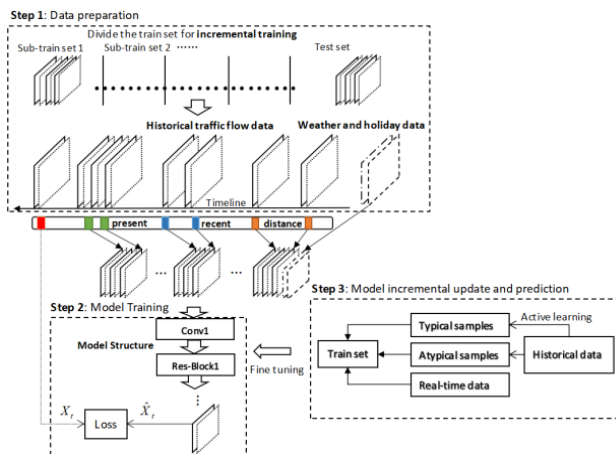 Step 1: Data preparation
Divide the train set for incremental training
Sub-train set 1
Sub-train set 2 ······
Test set
Historical traffic flow data
Weather and holiday data
Timeline
present
recent
distance
...
...
Step 2: Model Training
Model Structure
Conv1
Res-Block1
Loss
X_t
X̂_t
Fine tuning
Step 3: Model incremental update and prediction
Typical samples
Active learning
Train set
Atypical samples
Historical data
Real-time data